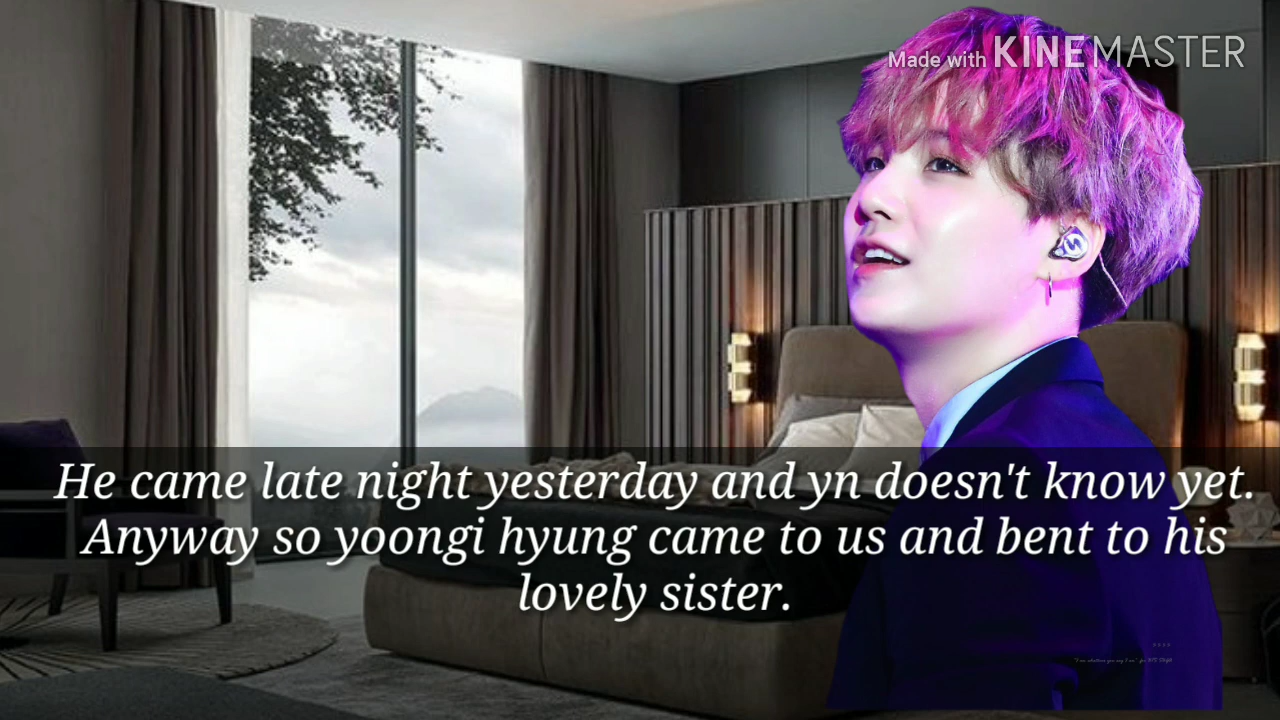 Made with KINEMASTER
He came late night yesterday and yn doesn't know yet.
Anyway so yoongi hyung came to us and bent to his
lovely sister.